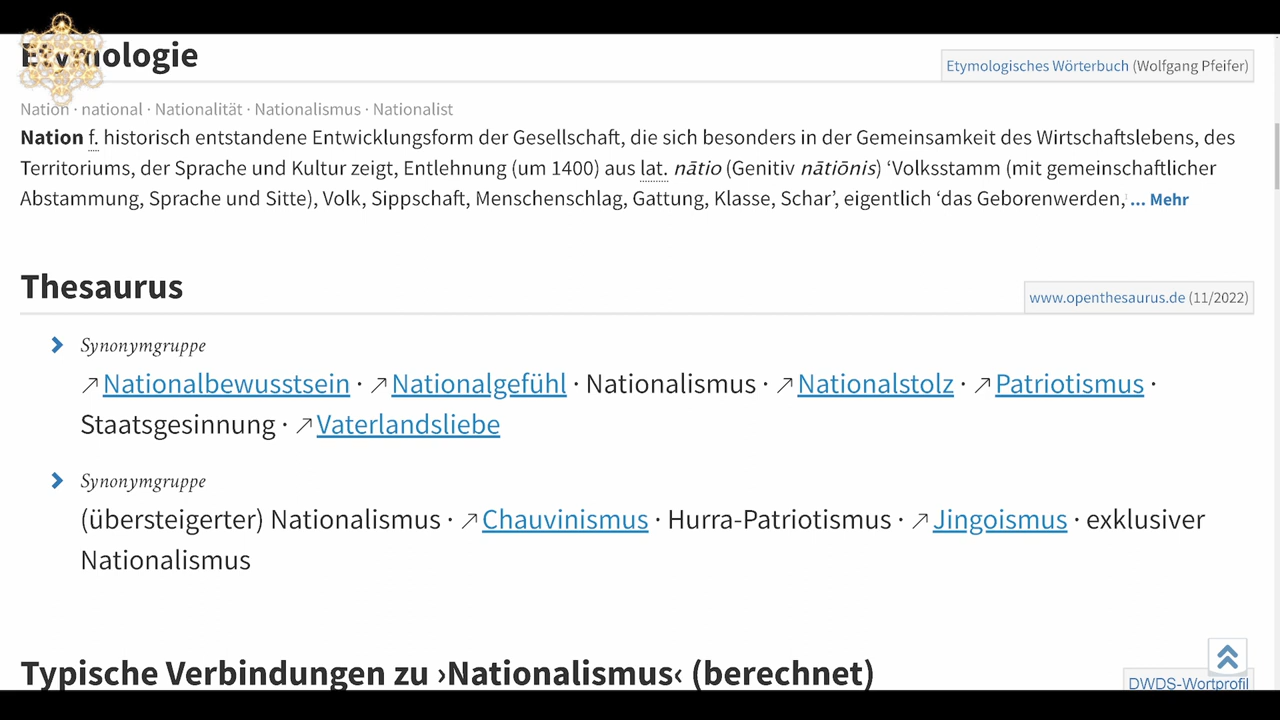 Etymologie
Etymologisches Wörterbuch (Wolfgang Pfeifer)
Nation · national · Nationalität · Nationalismus · Nationalist
Nation f. historisch entstandene Entwicklungsform der Gesellschaft, die sich besonders in der Gemeinsamkeit des Wirtschaftslebens, des
Territoriums, der Sprache und Kultur zeigt, Entlehnung (um 1400) aus lat. nātio (Genitiv nātiōnis) ‘Volksstamm (mit gemeinschaftlicher
Abstammung, Sprache und Sitte), Volk, Sippschaft, Menschenschlag, Gattung, Klasse, Schar’, eigentlich ‘das Geborenwerden, ... Mehr
Thesaurus
www.openthesaurus.de (11/2022)
Synonymgruppe
↗Nationalbewusstsein · ↗Nationalgefühl · Nationalismus · ↗Nationalstolz · ↗Patriotismus ·
Staatsgesinnung · ↗Vaterlandsliebe
Synonymgruppe
(übersteigerter) Nationalismus · ↗Chauvinismus · Hurra-Patriotismus · ↗Jingoismus · exklusiver
Nationalismus
Typische Verbindungen zu ›Nationalismus‹ (berechnet)
DWDS-Wortprofil